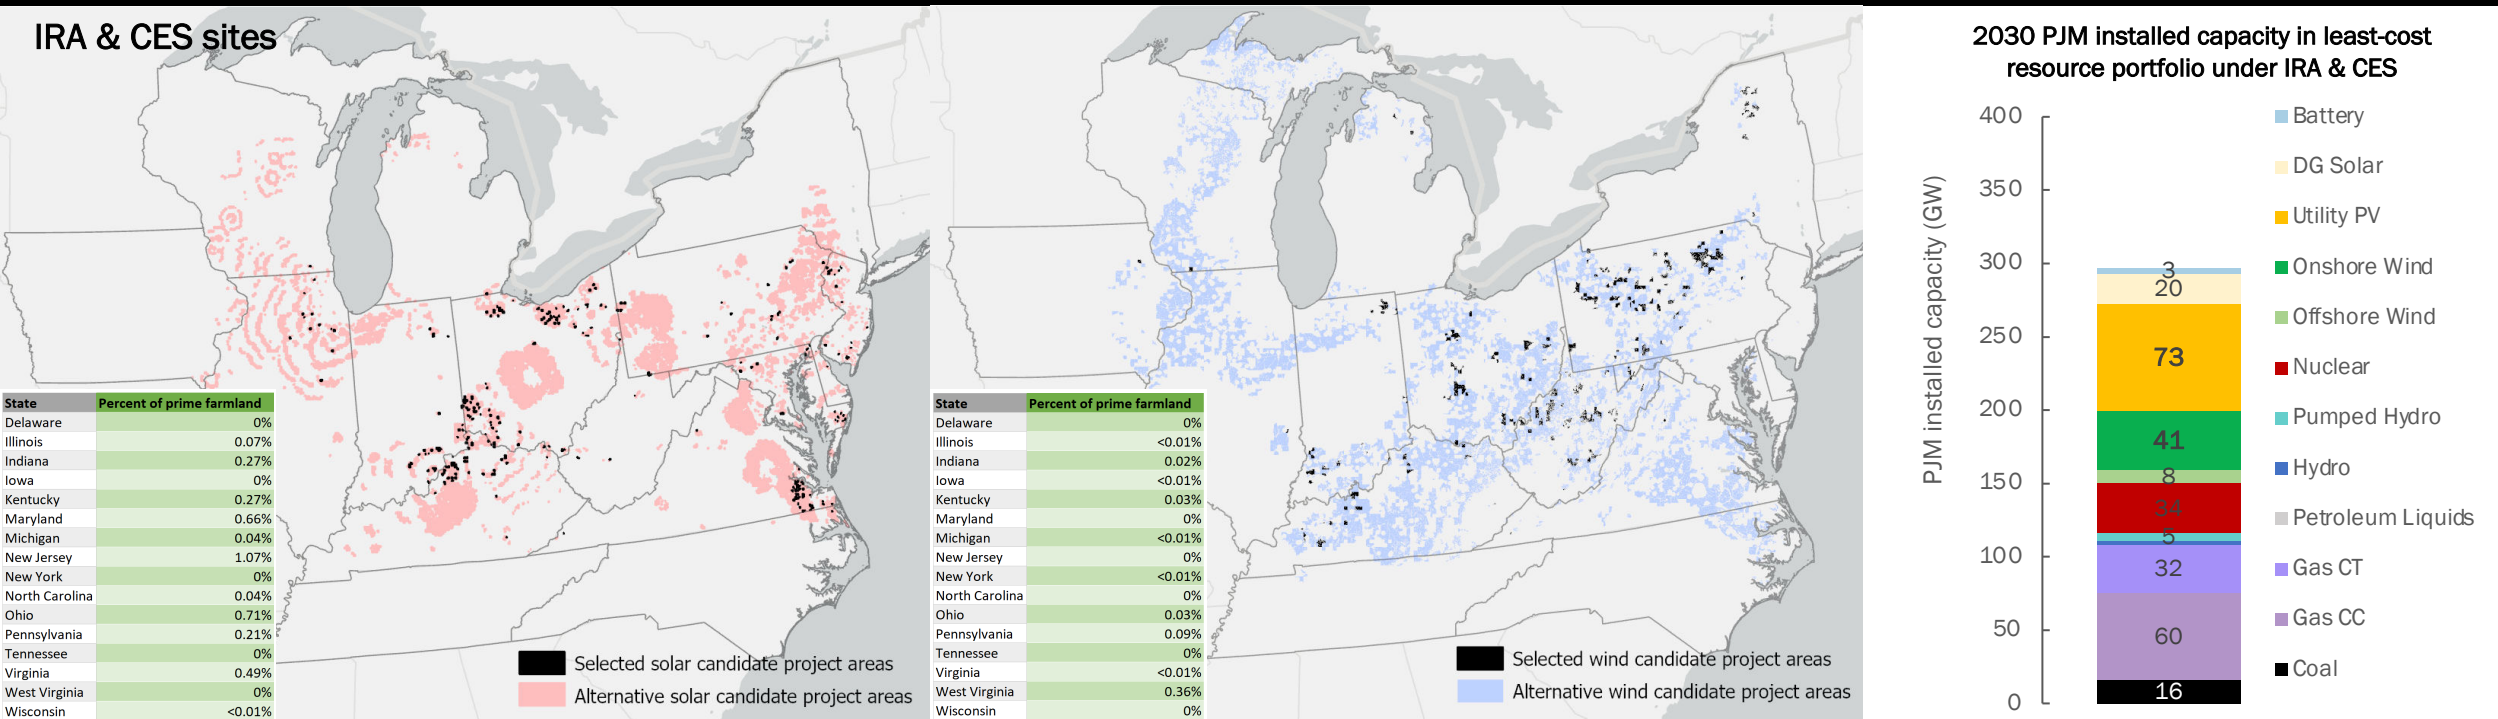 IRA & CES sites
State Percent of prime farmland
Delaware 0%
Illinois 0.07%
Indiana 0.27%
Iowa 0%
Kentucky 0.27%
Maryland 0.66%
Michigan 0.04%
New Jersey 1.07%
New York 0%
North Carolina 0.04%
Ohio 0.71%
Pennsylvania 0.21%
Tennessee 0%
Virginia 0.49%
West Virginia 0%
Wisconsin <0.01%
Selected solar candidate project areas
Alternative solar candidate project areas
State Percent of prime farmland
Delaware 0%
Illinois <0.01%
Indiana 0.02%
Iowa <0.01%
Kentucky 0.03%
Maryland 0%
Michigan <0.01%
New Jersey 0%
New York <0.01%
North Carolina 0%
Ohio 0.03%
Pennsylvania 0.09%
Tennessee 0%
Virginia <0.01%
West Virginia 0.36%
Wisconsin 0%
Selected wind candidate project areas
Alternative wind candidate project areas
2030 PJM installed capacity in least-cost
resource portfolio under IRA & CES
PJM installed capacity (GW)
400
350
300
250
200
150
100
50
0
3
20
73
41
8
34
5
32
60
16
Battery
DG Solar
Utility PV
Onshore Wind
Offshore Wind
Nuclear
Pumped Hydro
Hydro
Petroleum Liquids
Gas CT
Gas CC
Coal